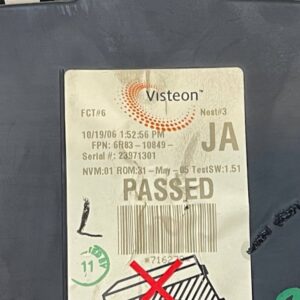 Visteon™
FCT#6 Nest#3
10/19/06 1:52:56 PM
FPN: 6R83-10849-
JA
Serial #: 23971301
NVM:01 ROM:31-May-05 TestSW:1.51
PASSED
11